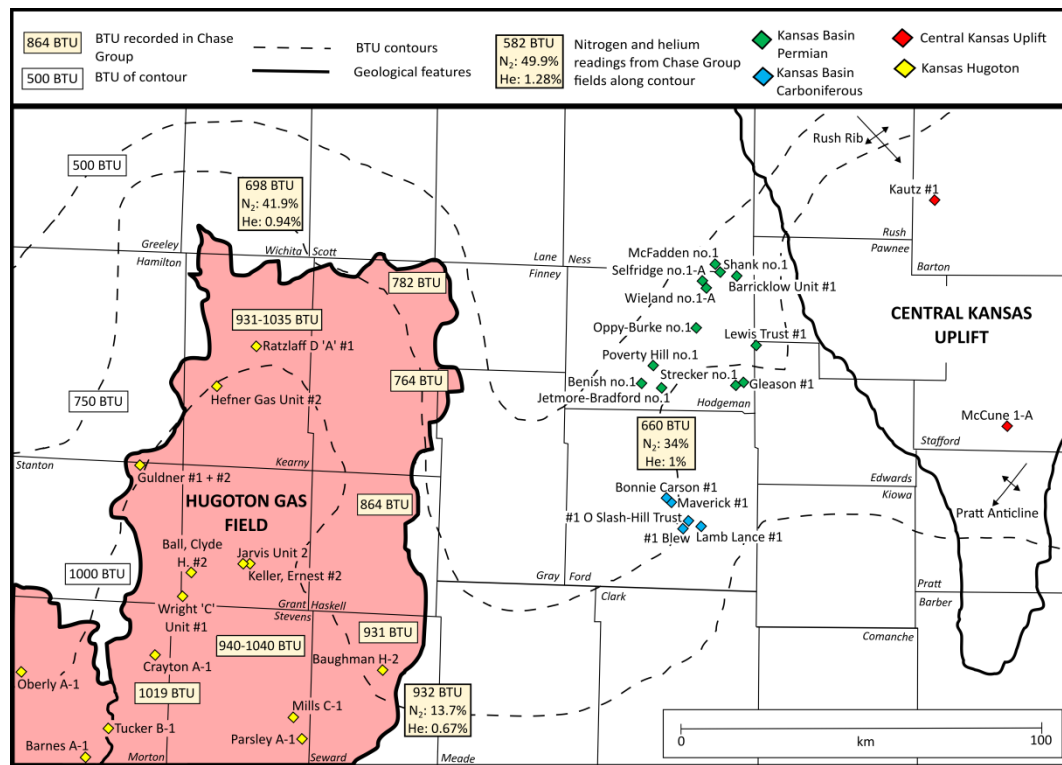 864 BTU
BTU recorded in Chase
Group
500 BTU
BTU of contour
BTU contours
Geological features
582 BTU
N₂: 49.9%
He: 1.28%
Nitrogen and helium
readings from Chase Group
fields along contour
Kansas Basin
Permian
Kansas Basin
Carboniferous
Central Kansas Uplift
Kansas Hugoton
500 BTU
Rush Rib
698 BTU
N₂: 41.9%
He: 0.94%
Kautz #1
Greeley
Hamilton
Wichita
Scott
Lane
Finney
Ness
Rush
Pawnee
Barton
McFadden no.1
Shank no.1
Selfridge no.1-A
Barricklow Unit #1
Wieland no.1-A
782 BTU
931-1035 BTU
CENTRAL KANSAS
UPLIFT
Oppy-Burke no.1
Ratzlaff D 'A' #1
Lewis Trust #1
Poverty Hill no.1
764 BTU
Strecker no.1
Benish no.1
Gleason #1
Hefner Gas Unit #2
Jetmore-Bradford no.1
Hodgeman
750 BTU
660 BTU
N₂: 34%
He: 1%
McCune 1-A
Stafford
Stanton
Kearny
Guldner #1 + #2
Edwards
Kiowa
HUGOTON GAS
FIELD
864 BTU
Bonnie Carson #1
Maverick #1
Pratt Anticline
#1 O Slash-Hill Trust
#1 Blew
Lamb Lance #1
Ball, Clyde
H. #2
Jarvis Unit 2
Keller, Ernest #2
1000 BTU
Gray
Ford
Clark
Pratt
Barber
Wright 'C'
Unit #1
Grant
Haskell
Stevens
931 BTU
Comanche
940-1040 BTU
Crayton A-1
Baughman H-2
Oberly A-1
1019 BTU
932 BTU
N₂: 13.7%
He: 0.67%
Mills C-1
Tucker B-1
Parsley A-1
Barnes A-1
Morton
Seward
Meade
0
km
100